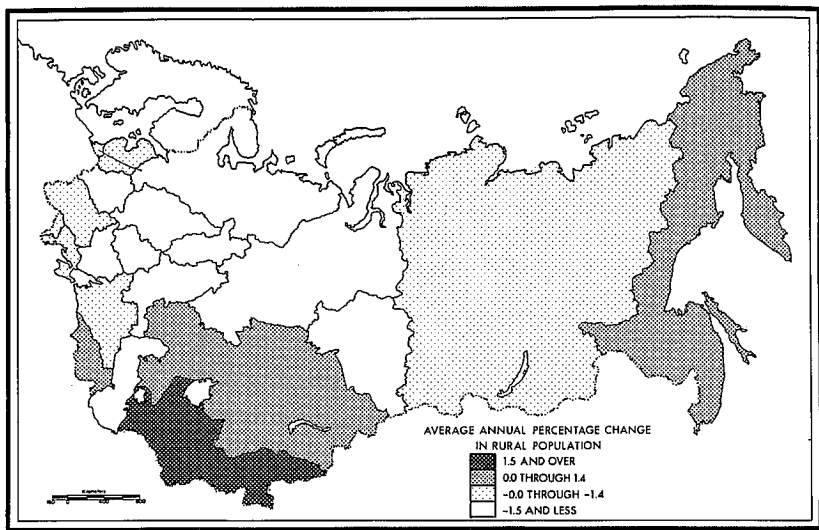 AVERAGE ANNUAL PERCENTAGE CHANGE
IN RURAL POPULATION
1.5 AND OVER
0.0 THROUGH 1.4
-0.0 THROUGH -1.4
-1.5 AND LESS